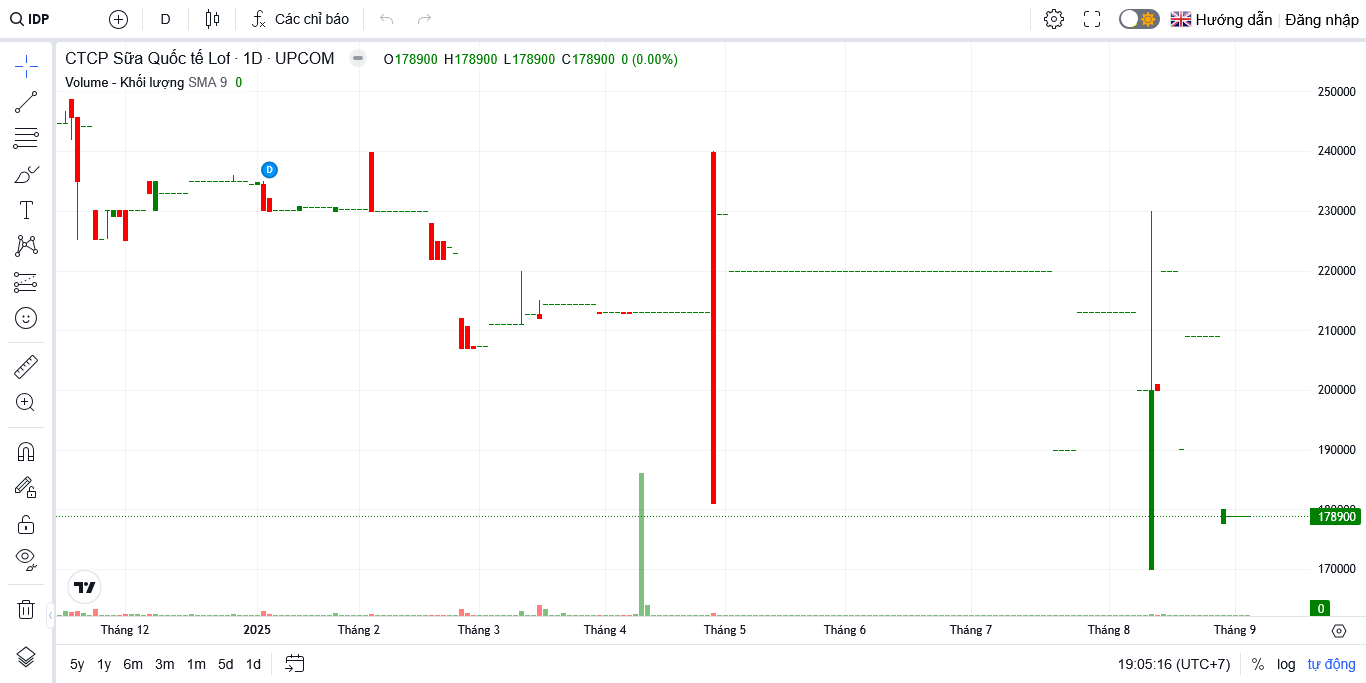 IDP D Các chỉ báo Hướng dẫn Đăng nhập
CTCP Sữa Quốc tế Lof · 1D · UPCOM O178900 H178900 L178900 C178900 0 (0.00%)
Volume - Khối lượng SMA 9 0
250000
240000
D
230000
220000
210000
200000
190000
178900
170000
0
Tháng 12 2025 Tháng 2 Tháng 3 Tháng 4 Tháng 5 Tháng 6 Tháng 7 Tháng 8 Tháng 9
5y 1y 6m 3m 1m 5d 1d 19:05:16 (UTC+7) % log tự động